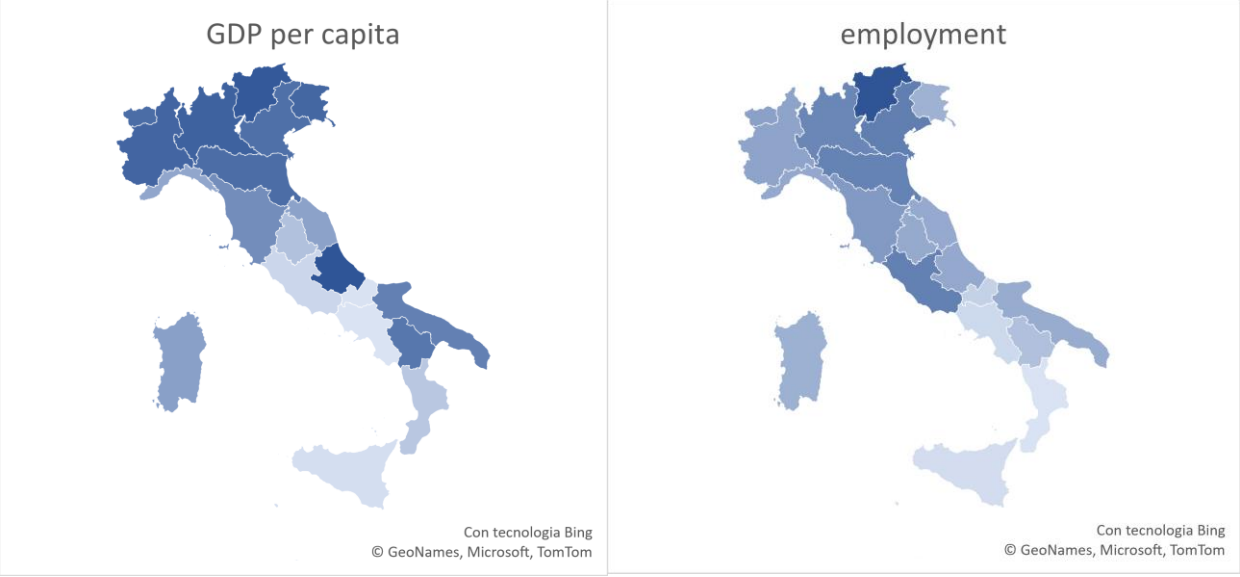 GDP per capita
Con tecnologia Bing
© GeoNames, Microsoft, TomTom
employment
Con tecnologia Bing
© GeoNames, Microsoft, TomTom